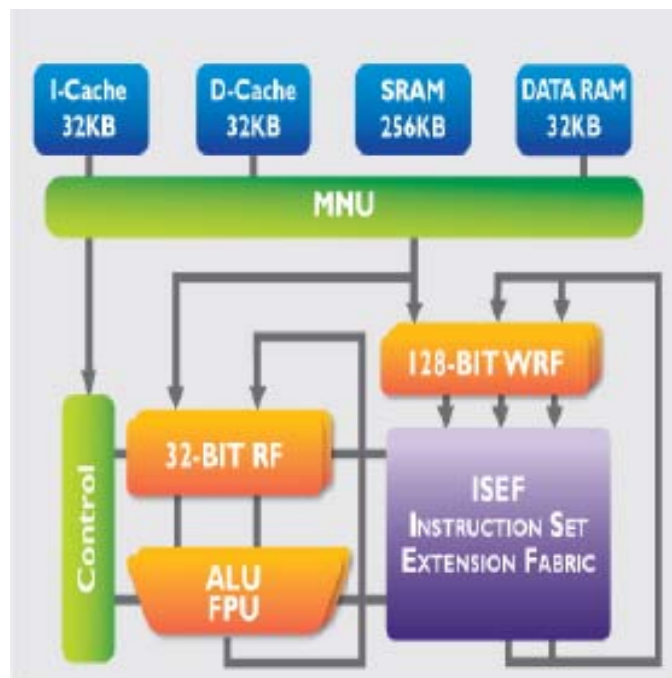 I-Cache
32KB
D-Cache
32KB
SRAM
256KB
DATA RAM
32KB
MNU
128-BIT WRF
32-BIT RF
Control
ALU
FPU
ISEF
INSTRUCTION SET
EXTENSION FABRIC